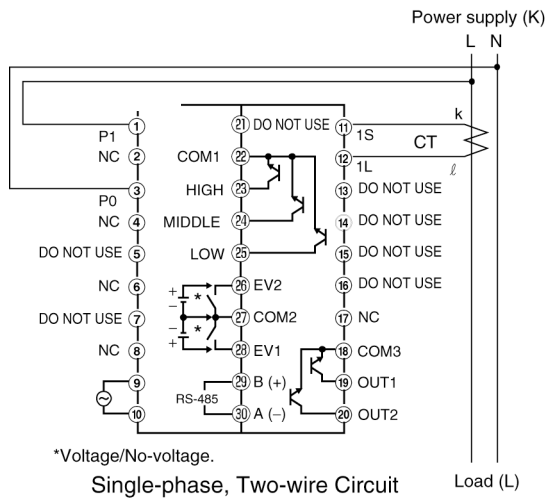 Power supply (K)
L N
k
1 P1
21 DO NOT USE
11 1S
CT
2 NC
22 COM1
12 1L
ℓ
3 P0
23 HIGH
13 DO NOT USE
4 NC
24 MIDDLE
14 DO NOT USE
5 DO NOT USE
25 LOW
15 DO NOT USE
6 NC
+ * 26 EV2
16 DO NOT USE
−
7 DO NOT USE
27 COM2
17 NC
− *
+
8 NC
28 EV1
18 COM3
9
29 B (+)
19 OUT1
RS-485
10
30 A (−)
20 OUT2
*Voltage/No-voltage.
Single-phase, Two-wire Circuit
Load (L)